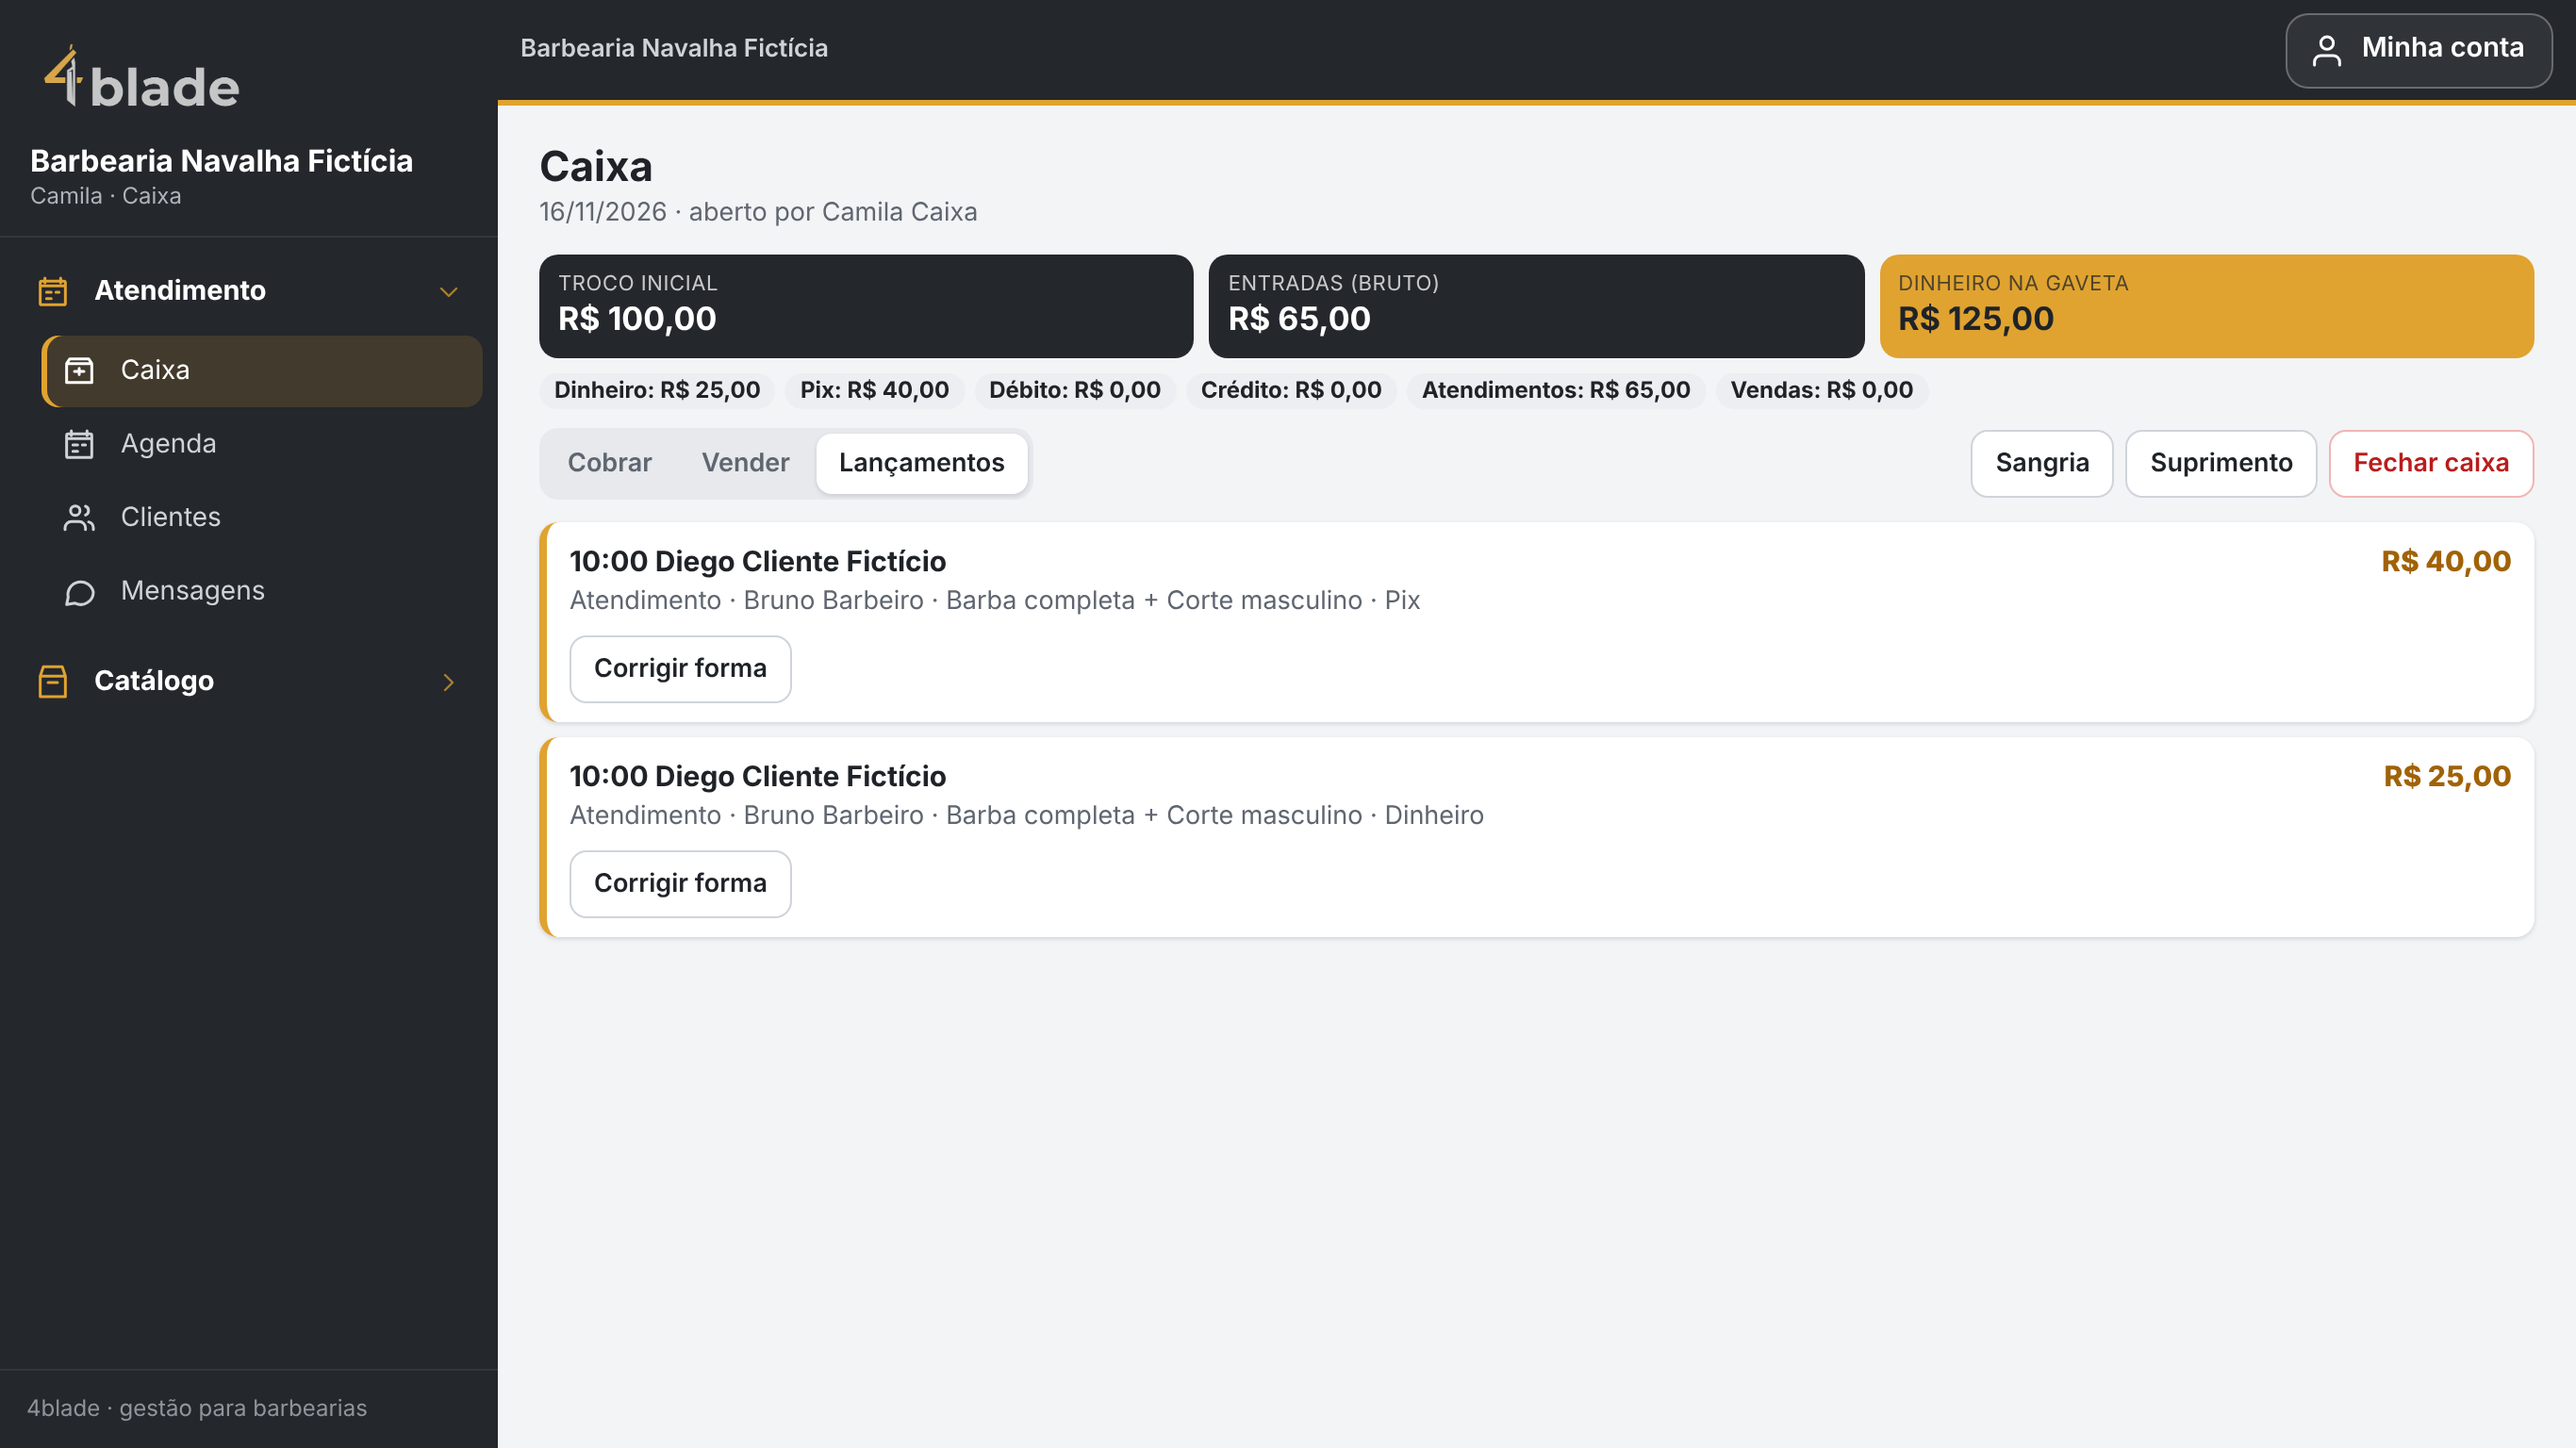 4blade
Barbearia Navalha Fictícia
Camila · Caixa
Atendimento
Caixa
Agenda
Clientes
Mensagens
Catálogo
4blade · gestão para barbearias
Barbearia Navalha Fictícia
Minha conta
Caixa
16/11/2026 · aberto por Camila Caixa
TROCO INICIAL
R$ 100,00
ENTRADAS (BRUTO)
R$ 65,00
DINHEIRO NA GAVETA
R$ 125,00
Dinheiro: R$ 25,00 Pix: R$ 40,00 Débito: R$ 0,00 Crédito: R$ 0,00 Atendimentos: R$ 65,00 Vendas: R$ 0,00
Cobrar Vender Lançamentos Sangria Suprimento Fechar caixa
10:00 Diego Cliente Fictício R$ 40,00
Atendimento · Bruno Barbeiro · Barba completa + Corte masculino · Pix
Corrigir forma
10:00 Diego Cliente Fictício R$ 25,00
Atendimento · Bruno Barbeiro · Barba completa + Corte masculino · Dinheiro
Corrigir forma